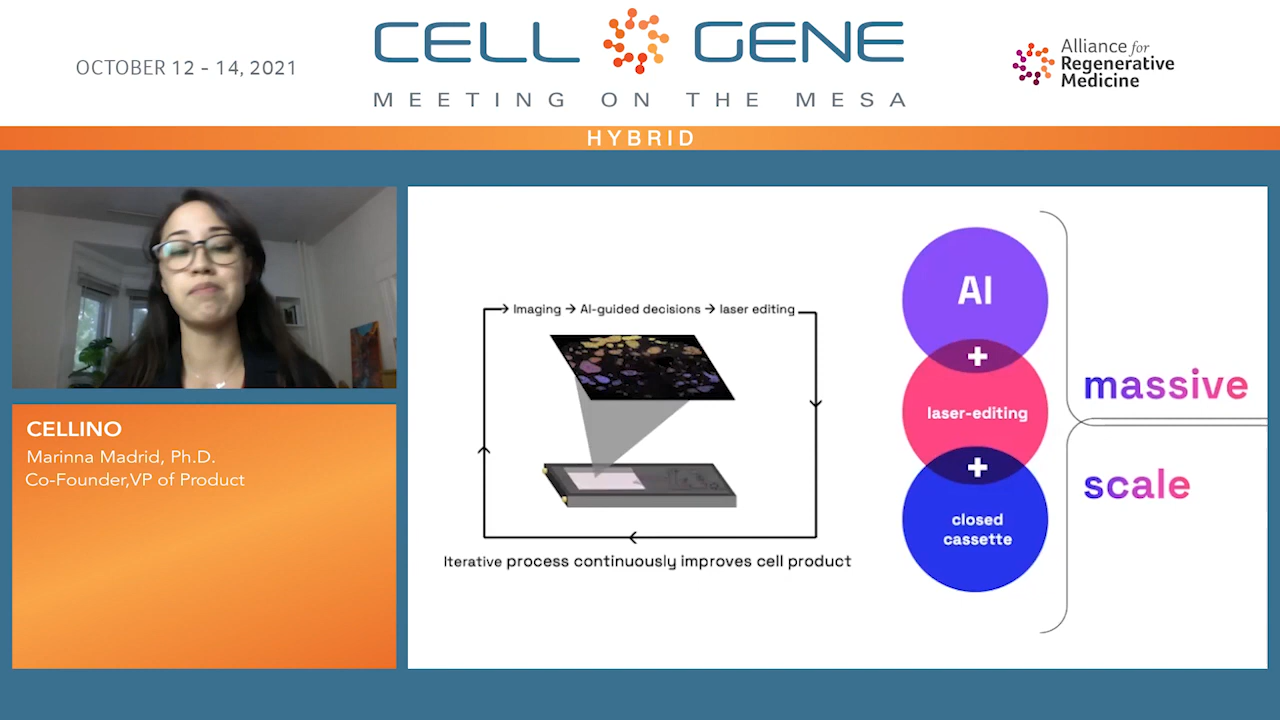 OCTOBER 12 - 14, 2021
CELL GENE
MEETING ON THE MESA
Alliance for
Regenerative
Medicine
HYBRID
CELLINO
Marinna Madrid, Ph.D.
Co-Founder,VP of Product
→ Imaging → AI-guided decisions → laser editing
Iterative process continuously improves cell product
AI
+
laser-editing
+
closed
cassette
massive
scale